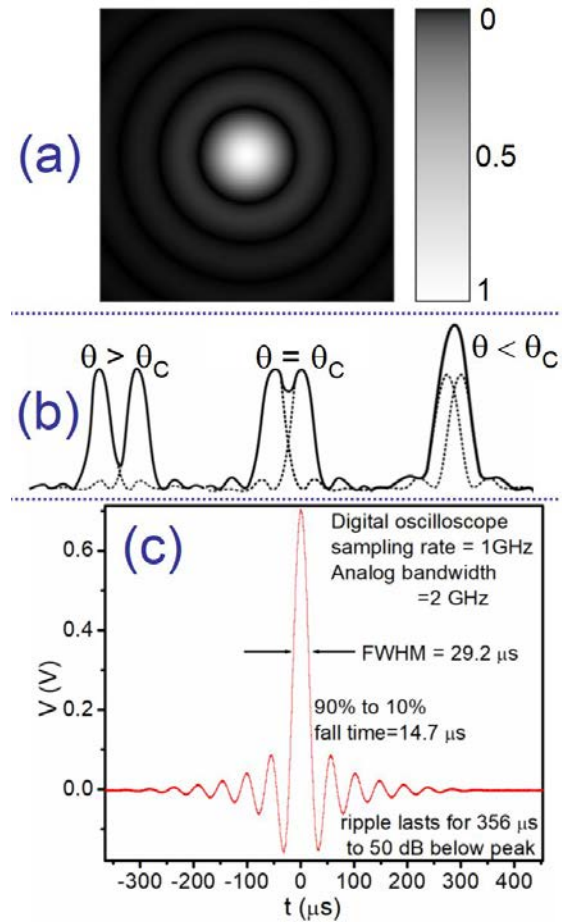 (a)
0
0.5
1
(b)
θ > θC
θ = θC
θ < θC
(c)
Digital oscilloscope
sampling rate = 1GHz
Analog bandwidth
=2 GHz
FWHM = 29.2 μs
90% to 10%
fall time=14.7 μs
ripple lasts for 356 μs
to 50 dB below peak
V (V)
0.6
0.4
0.2
0.0
-300 -200 -100 0 100 200 300 400
t (μs)